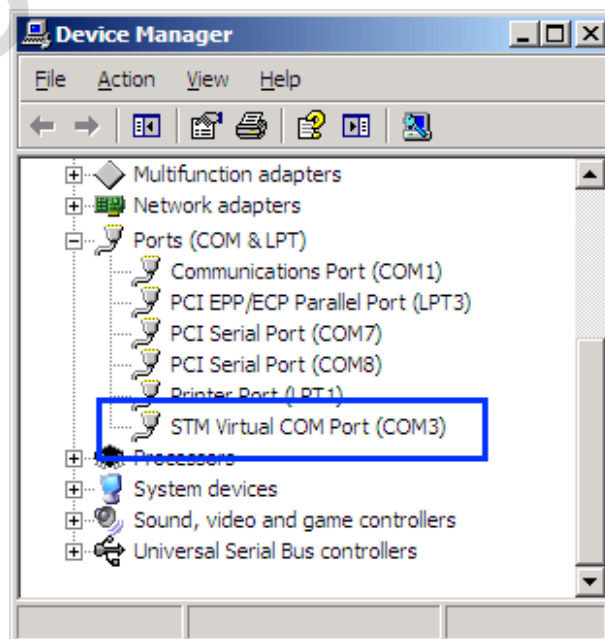 Device Manager
File Action View Help
Multifunction adapters
Network adapters
Ports (COM & LPT)
Communications Port (COM1)
PCI EPP/ECP Parallel Port (LPT3)
PCI Serial Port (COM7)
PCI Serial Port (COM8)
Printer Port (LPT1)
STM Virtual COM Port (COM3)
Processors
System devices
Sound, video and game controllers
Universal Serial Bus controllers